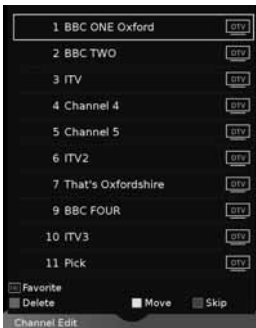 1 BBC ONE Oxford DTV
2 BBC TWO DTV
3 ITV DTV
4 Channel 4 DTV
5 Channel 5 DTV
6 ITV2 DTV
7 That's Oxfordshire DTV
9 BBC FOUR DTV
10 ITV3 DTV
11 Pick DTV
Favorite
Delete Move Skip
Channel Edit